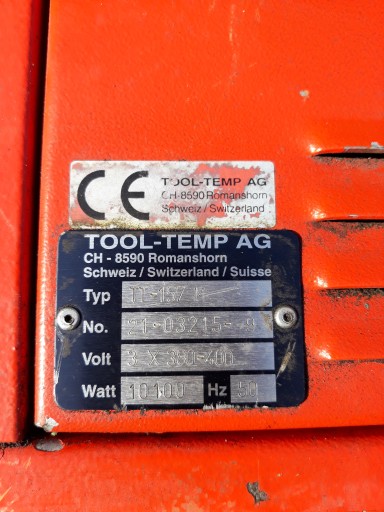 CE
TOOL-TEMP AG
CH-8590 Romanshorn
Schweiz / Switzerland
TOOL-TEMP AG
CH - 8590 Romanshorn
Schweiz / Switzerland / Suisse
Typ
No.
Volt 3 X 380-400
Watt 10100 Hz 50